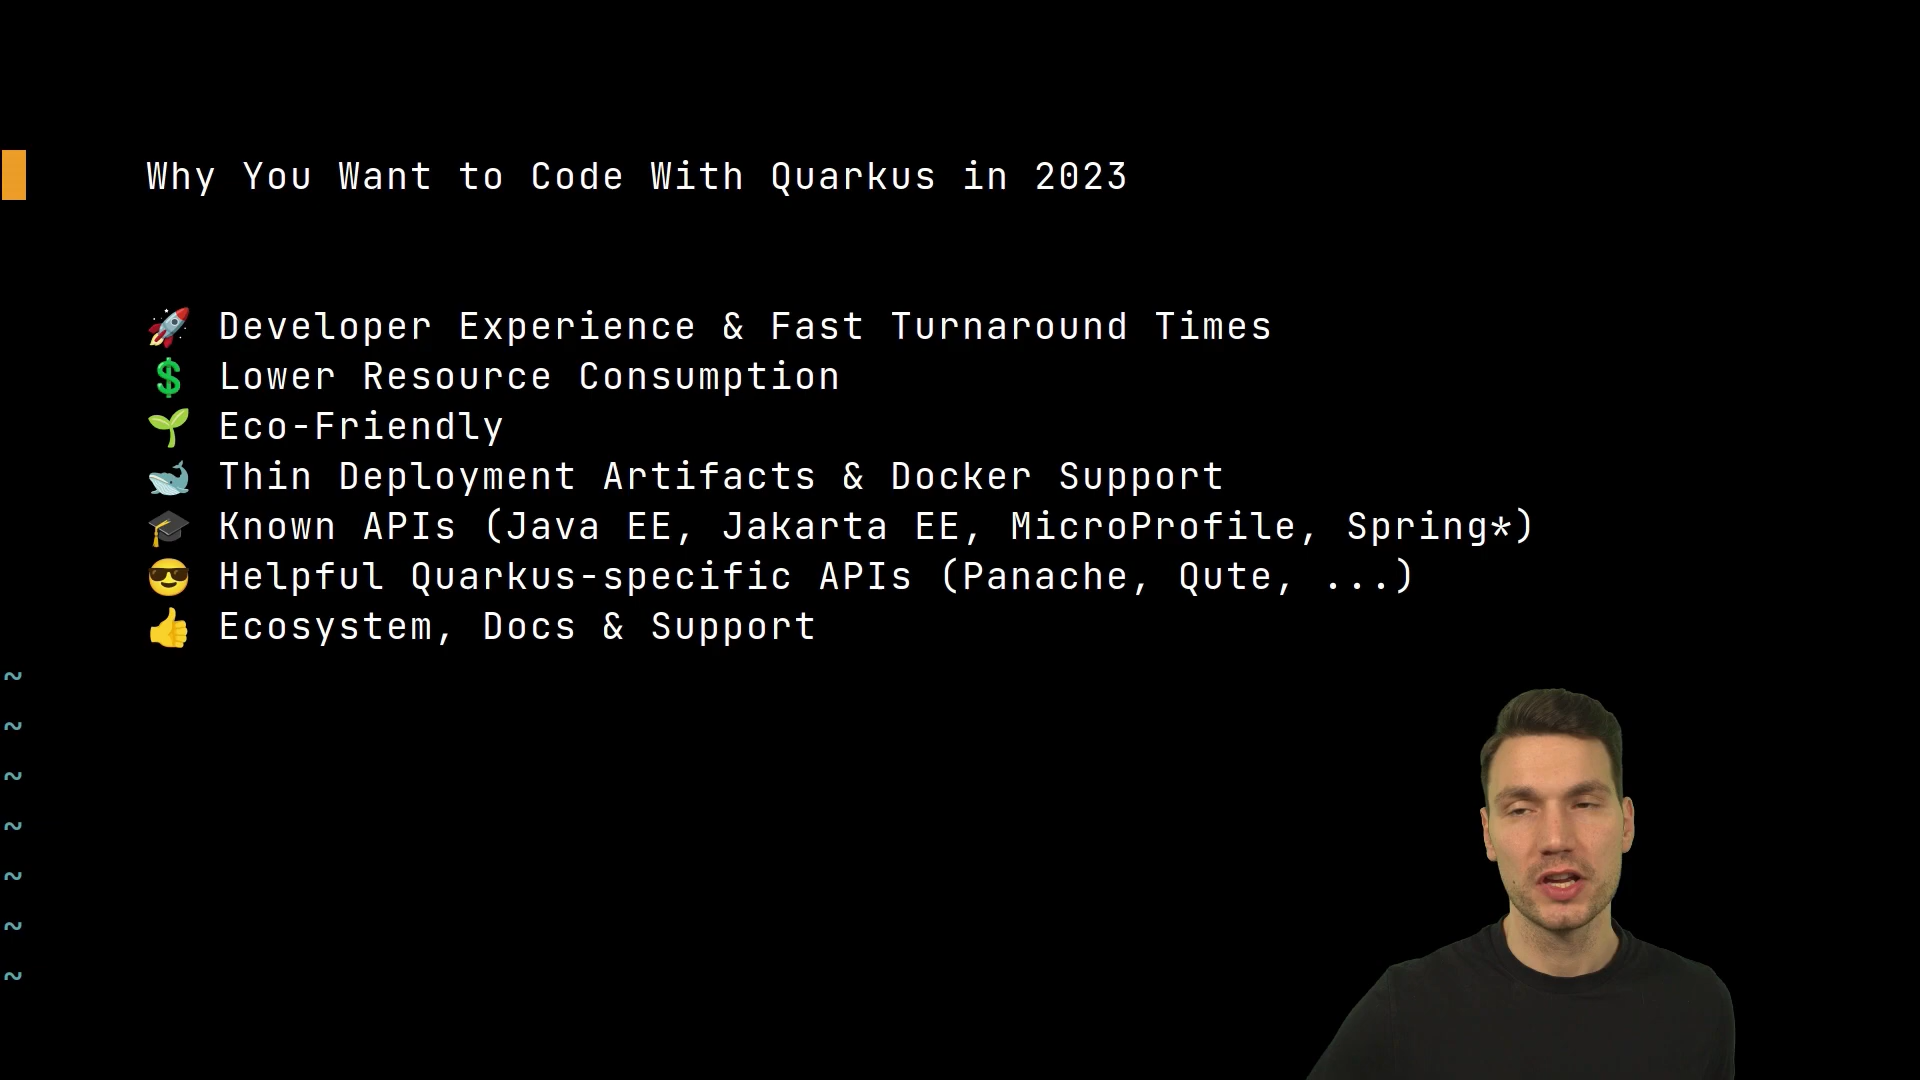 Why You Want to Code With Quarkus in 2023
🚀 Developer Experience & Fast Turnaround Times
💲 Lower Resource Consumption
🌱 Eco-Friendly
🐋 Thin Deployment Artifacts & Docker Support
🎓 Known APIs (Java EE, Jakarta EE, MicroProfile, Spring*)
😎 Helpful Quarkus-specific APIs (Panache, Qute, ...)
👍 Ecosystem, Docs & Support
~
~
~
~
~
~
~